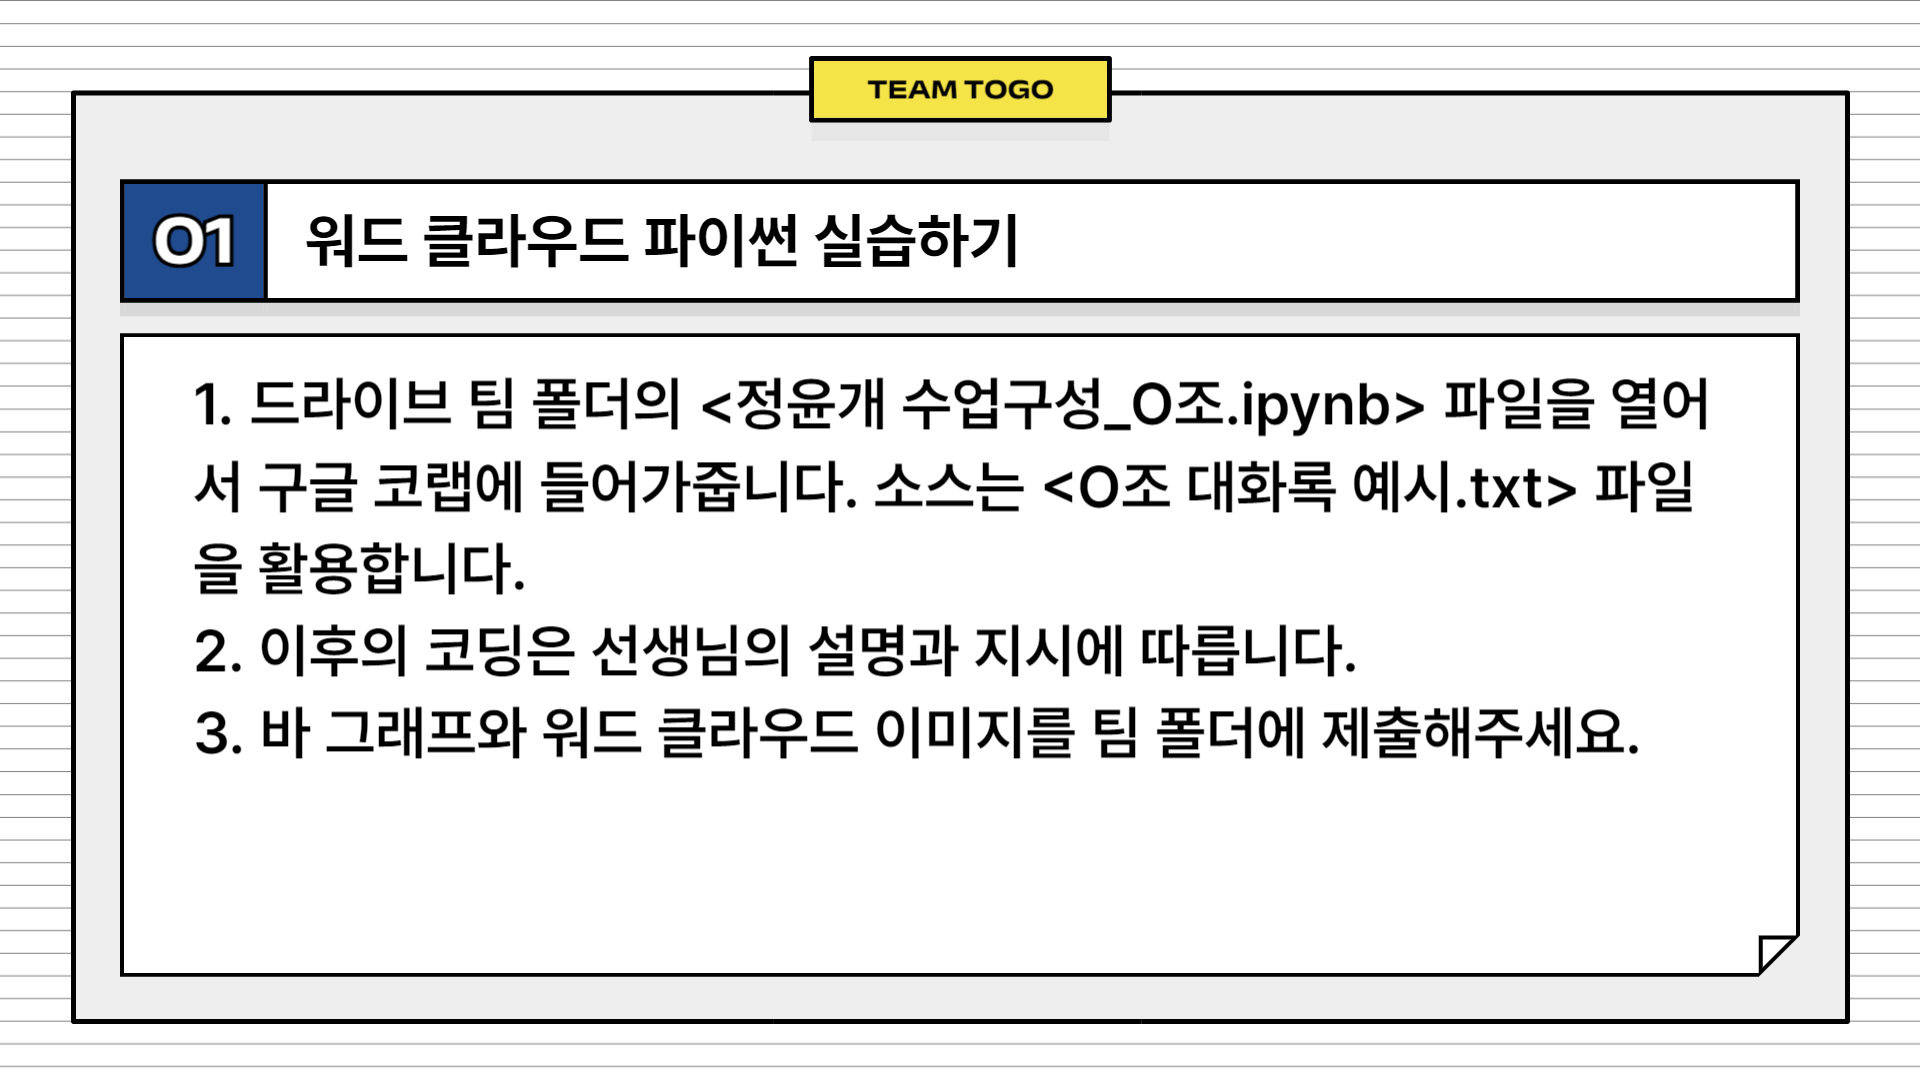 TEAM TOGO
01
워드 클라우드 파이썬 실습하기
1. 드라이브 팀 폴더의 <정윤개 수업구성_O조.ipynb> 파일을 열어
서 구글 코랩에 들어가줍니다. 소스는 <O조 대화록 예시.txt> 파일
을 활용합니다.
2. 이후의 코딩은 선생님의 설명과 지시에 따릅니다.
3. 바 그래프와 워드 클라우드 이미지를 팀 폴더에 제출해주세요.